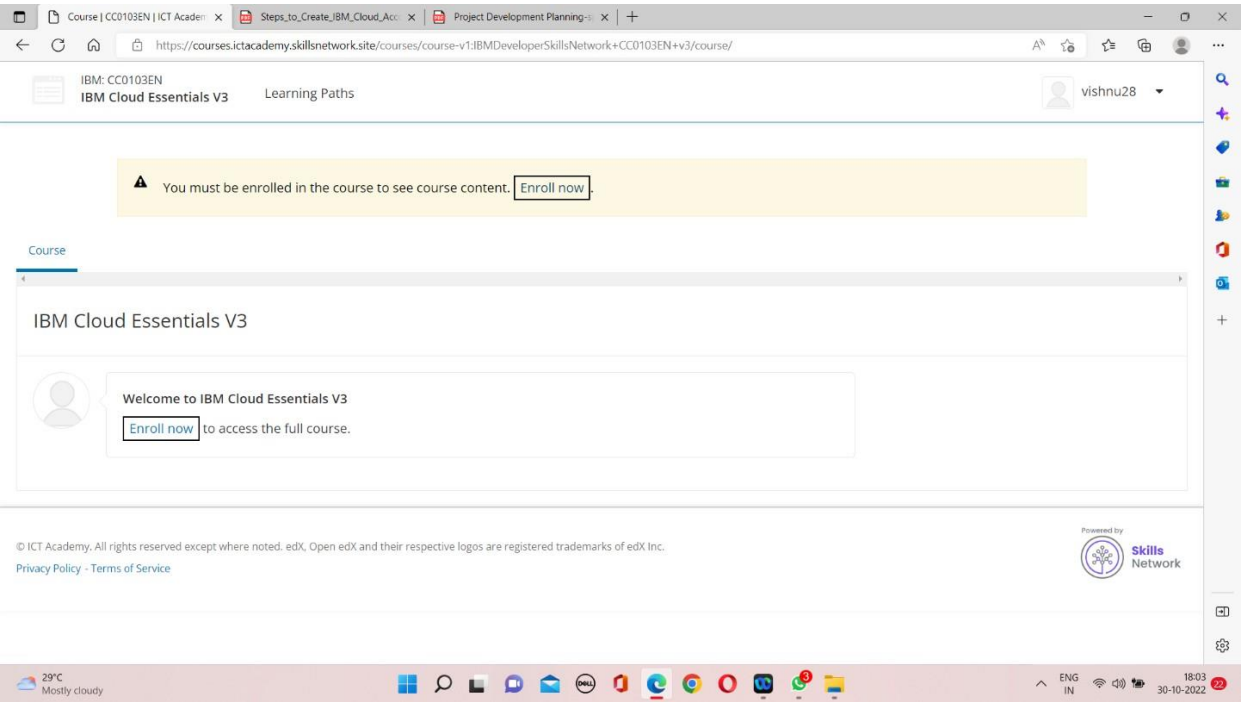 Course | CC0103EN | ICT Academ
Steps_to_Create_IBM_Cloud_Acc
Project Development Planning-s
https://courses.ictacademy.skillsnetwork.site/courses/course-v1:IBMDeveloperSkillsNetwork+CC0103EN+v3/course/
IBM: CC0103EN
IBM Cloud Essentials V3
Learning Paths
vishnu28
You must be enrolled in the course to see course content. Enroll now.
Course
IBM Cloud Essentials V3
Welcome to IBM Cloud Essentials V3
Enroll now to access the full course.
Powered by
Skills
Network
© ICT Academy. All rights reserved except where noted. edX, Open edX and their respective logos are registered trademarks of edX Inc.
Privacy Policy - Terms of Service
29°C
Mostly cloudy
DELL
9
ENG
IN
18:03
30-10-2022
22